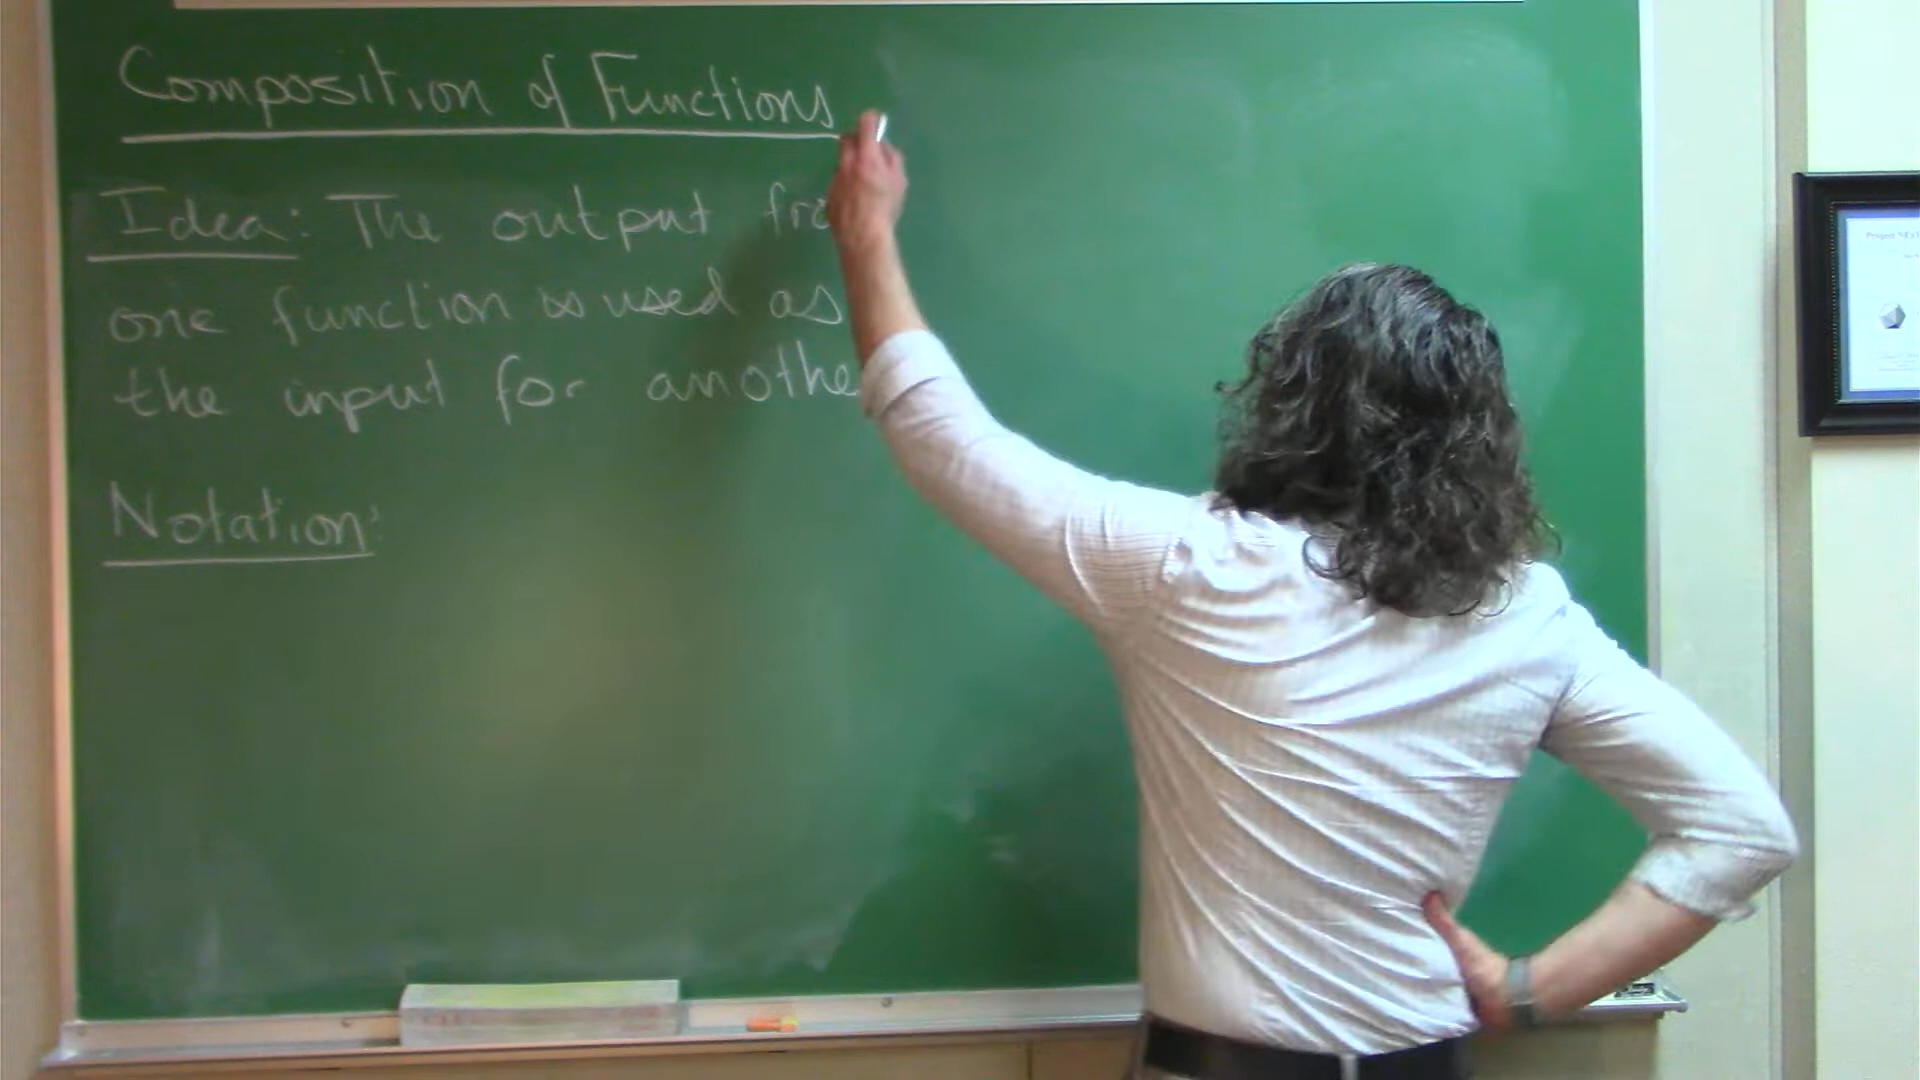 Composition of Functions
Idea: The output fro
one function is used as
the input for anothe
Notation: